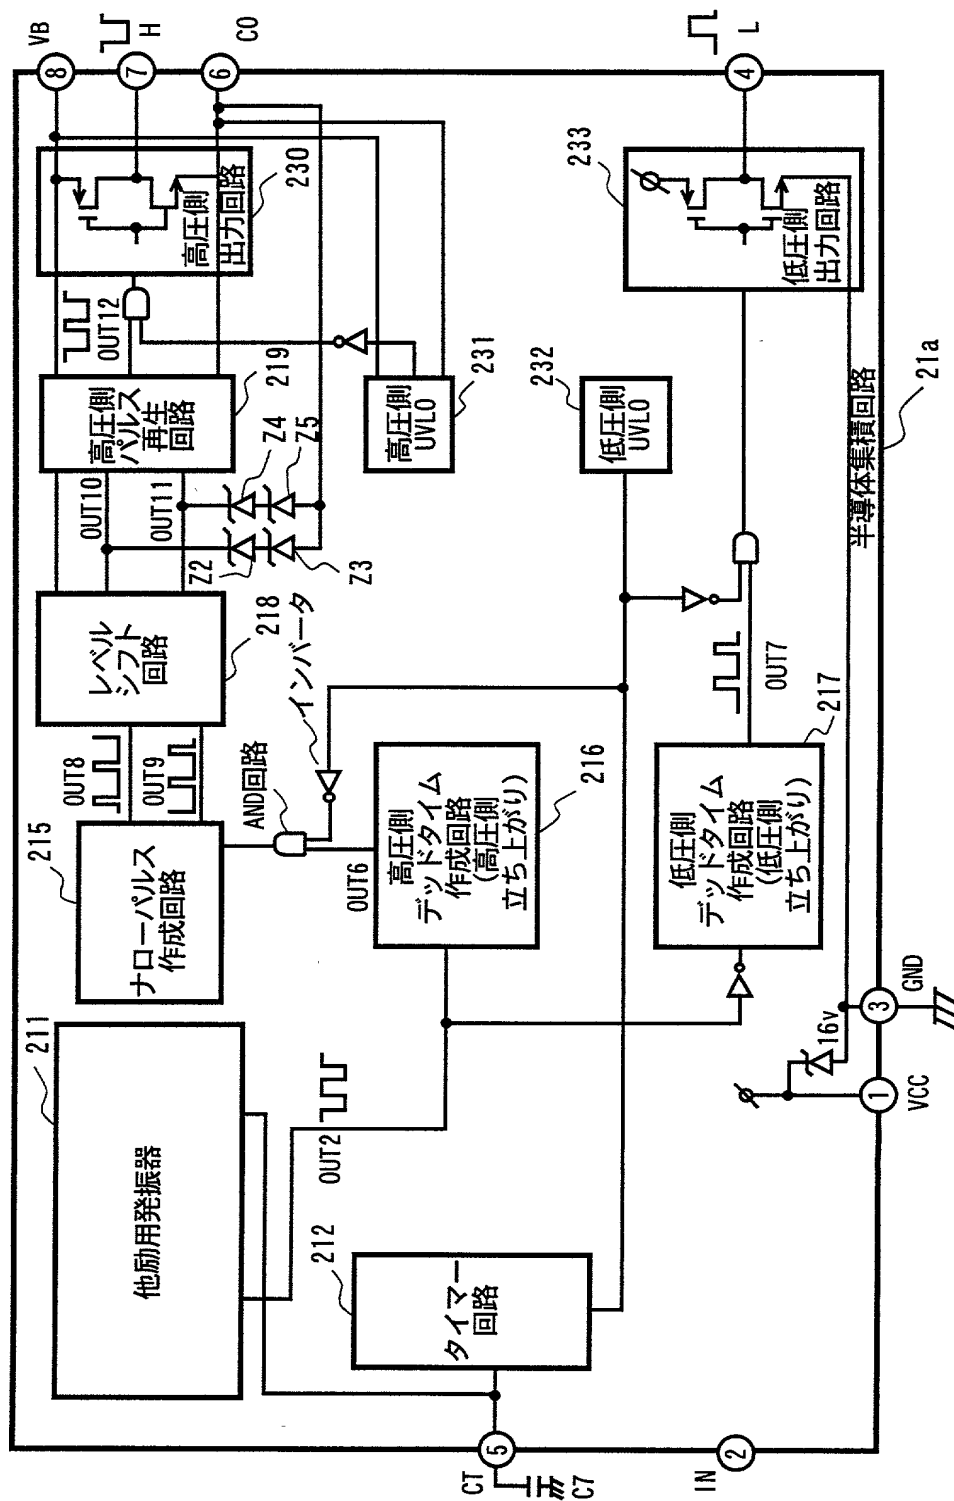 211
他励用発振器
215
ナローパルス
作成回路
OUT8
OUT9
レベル
シフト
回路
218
OUT10
OUT11
Z2
Z3
Z4
Z5
高圧側
パルス
再生
回路
219
OUT12
高圧側
出力回路
230
8
VB
7
H
6
CO
212
タイマー
回路
5
CT
C7
OUT2
OUT6
AND回路
インバータ
高圧側
デッドタイム
作成回路
(高圧側
立ち上がり)
216
高圧側
UVLO
231
232
低圧側
UVLO
低圧側
デッドタイム
作成回路
(低圧側
立ち上がり)
217
OUT7
233
低圧側
出力回路
4
L
2
IN
1
VCC
16v
3
GND
半導体集積回路
21a